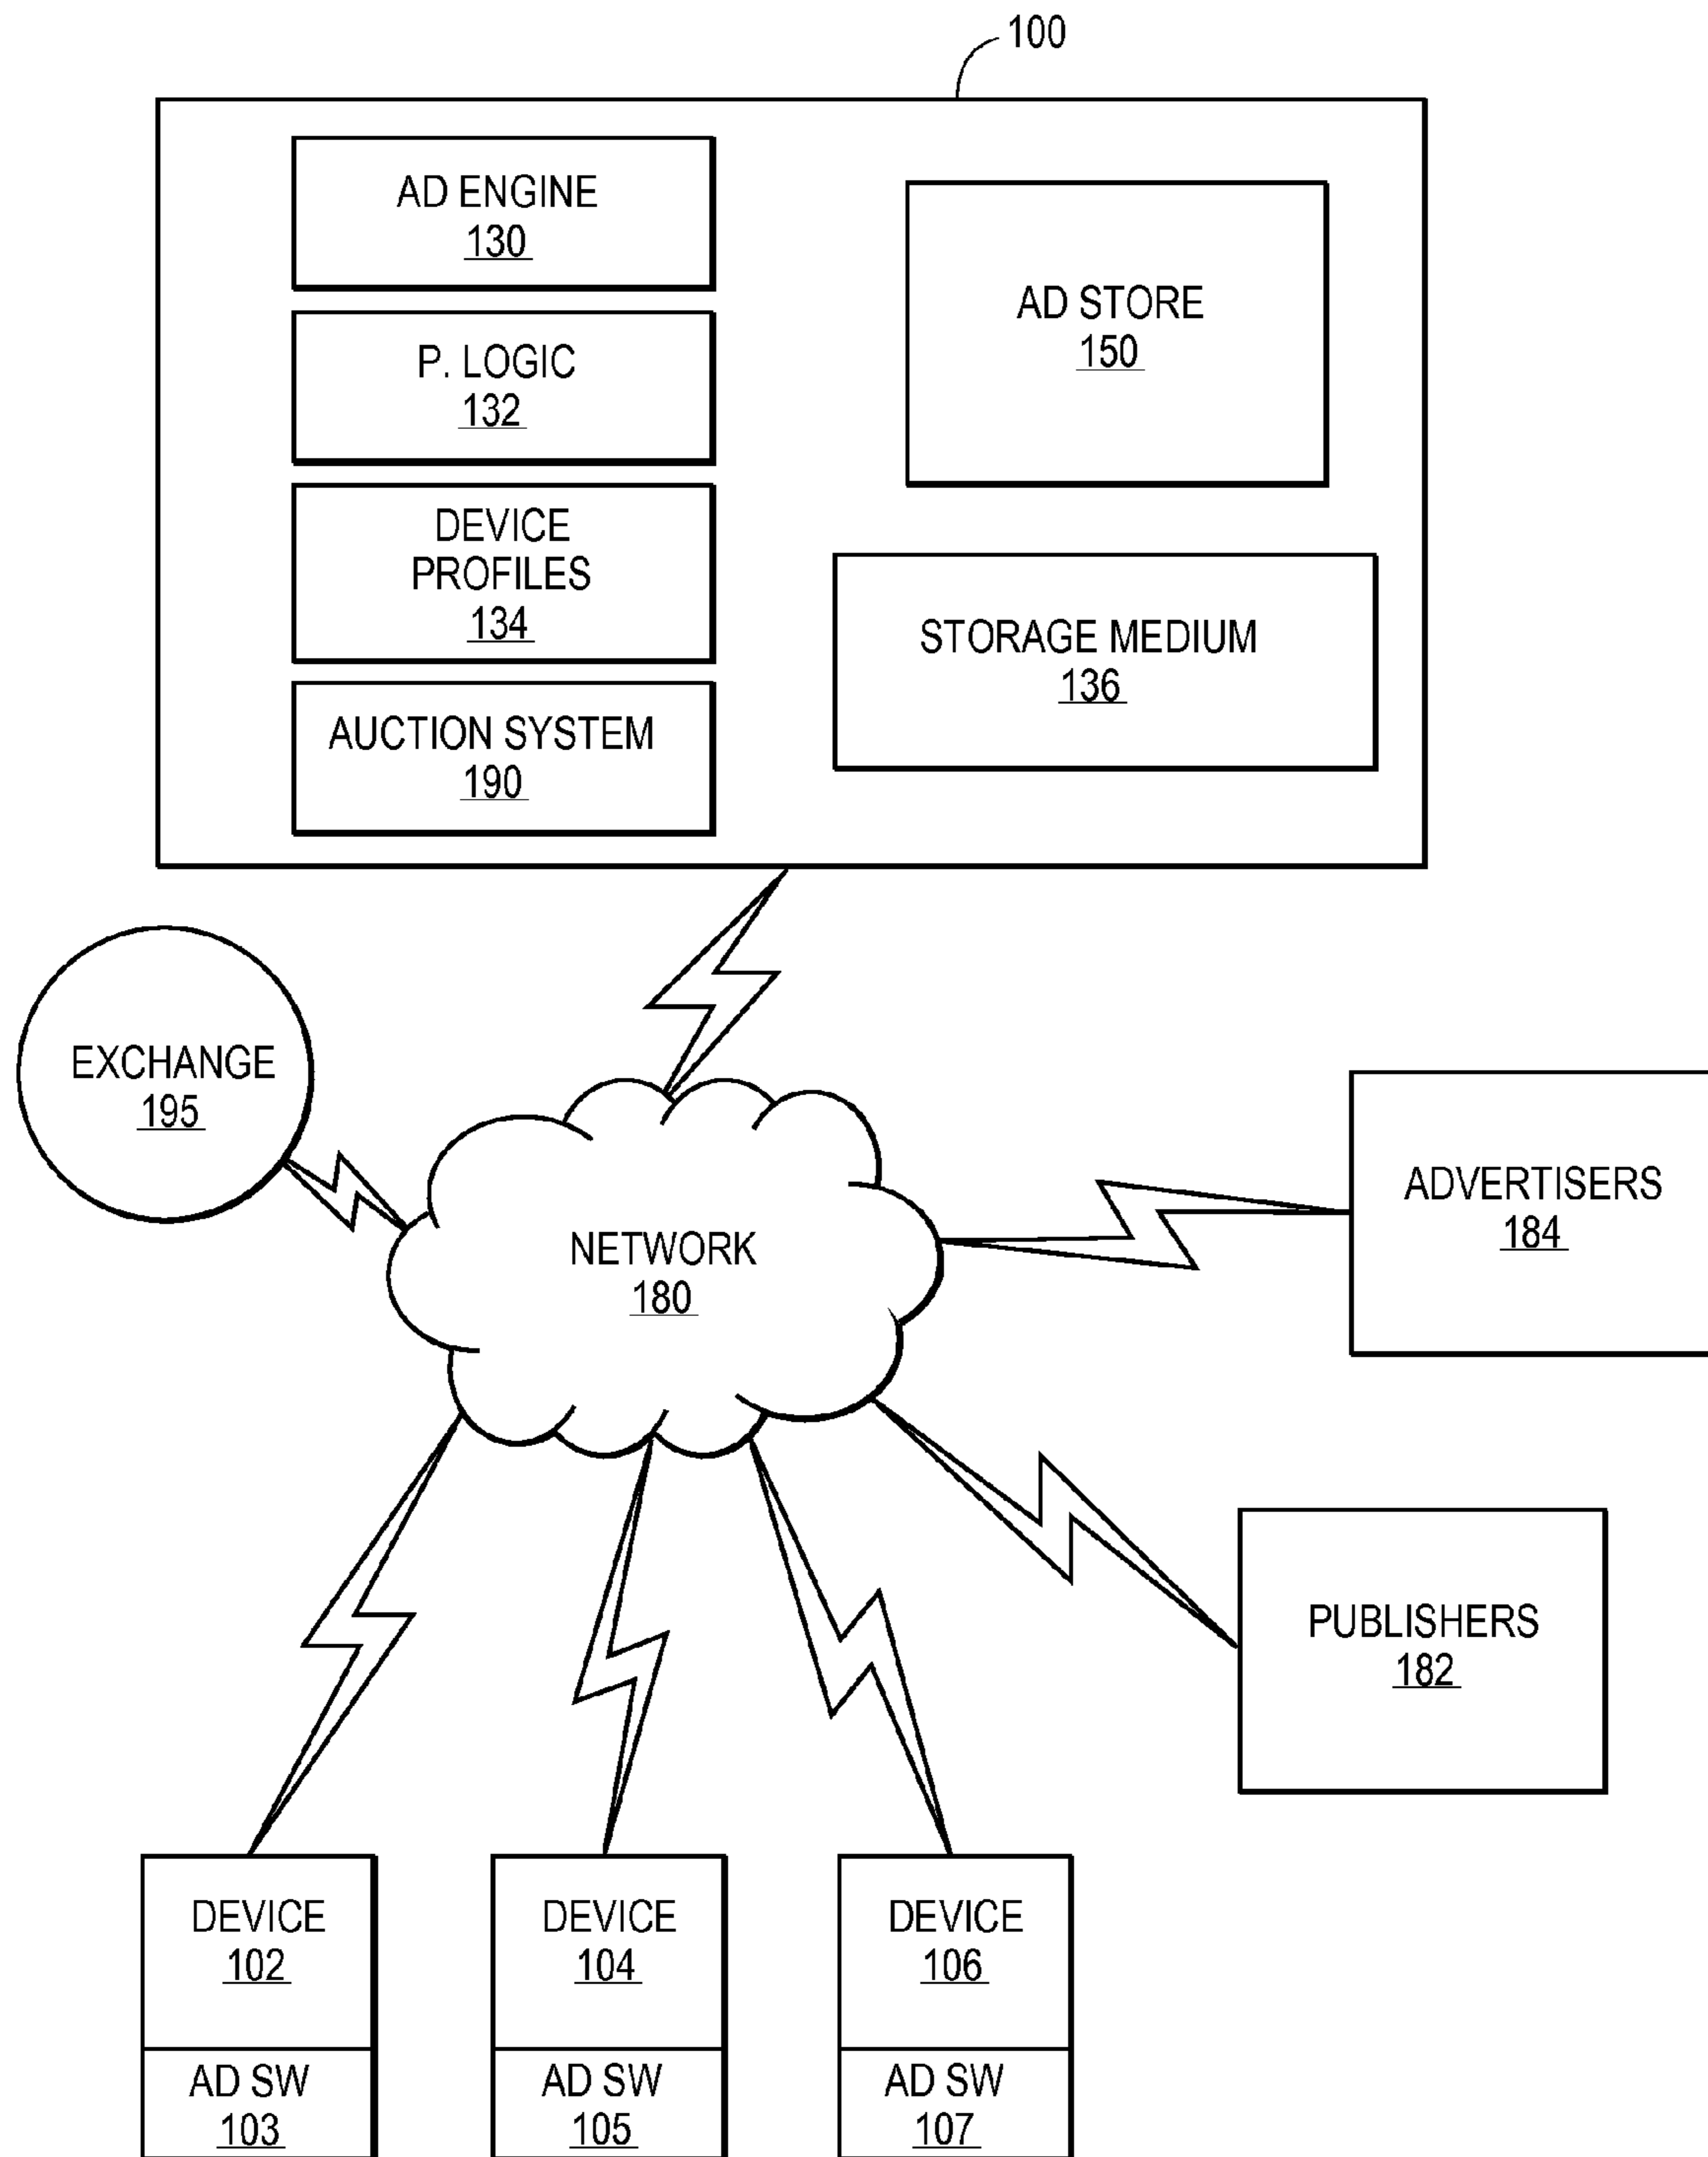 100
AD ENGINE
130
P. LOGIC
132
DEVICE
PROFILES
134
AUCTION SYSTEM
190
AD STORE
150
STORAGE MEDIUM
136
EXCHANGE
195
NETWORK
180
ADVERTISERS
184
PUBLISHERS
182
DEVICE
102
AD SW
103
DEVICE
104
AD SW
105
DEVICE
106
AD SW
107